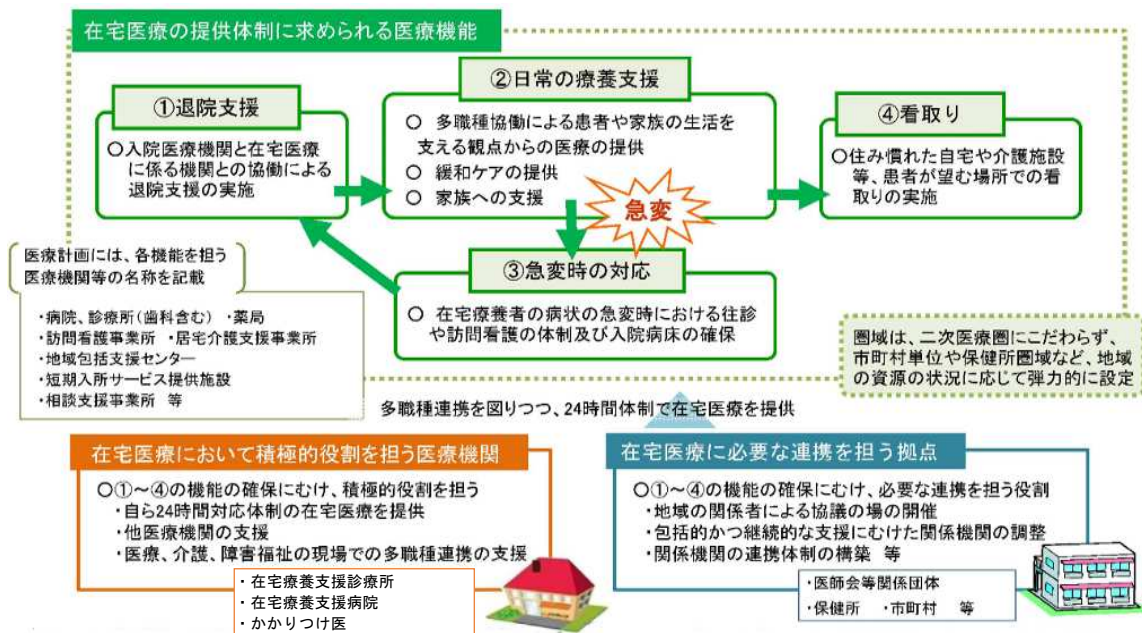 在宅医療の提供体制に求められる医療機能
①退院支援
○入院医療機関と在宅医療
に係る機関との協働による
退院支援の実施
②日常の療養支援
○ 多職種協働による患者や家族の生活を
支える観点からの医療の提供
○ 緩和ケアの提供
○ 家族への支援
急変
④看取り
○住み慣れた自宅や介護施設
等、患者が望む場所での看
取りの実施
③急変時の対応
○ 在宅療養者の病状の急変時における往診
や訪問看護の体制及び入院病床の確保
医療計画には、各機能を担う
医療機関等の名称を記載
・病院、診療所(歯科含む) ・薬局
・訪問看護事業所 ・居宅介護支援事業所
・地域包括支援センター
・短期入所サービス提供施設
・相談支援事業所 等
圏域は、二次医療圏にこだわらず、
市町村単位や保健所圏域など、地域
の資源の状況に応じて弾力的に設定
多職種連携を図りつつ、24時間体制で在宅医療を提供
在宅医療において積極的役割を担う医療機関
○①～④の機能の確保にむけ、積極的役割を担う
・自ら24時間対応体制の在宅医療を提供
・他医療機関の支援
・医療、介護、障害福祉の現場での多職種連携の支援
・在宅療養支援診療所
・在宅療養支援病院
・かかりつけ医
在宅医療に必要な連携を担う拠点
○①～④の機能の確保にむけ、必要な連携を担う役割
・地域の関係者による協議の場の開催
・包括的かつ継続的な支援にむけた関係機関の調整
・関係機関の連携体制の構築 等
・医師会等関係団体
・保健所 ・市町村 等